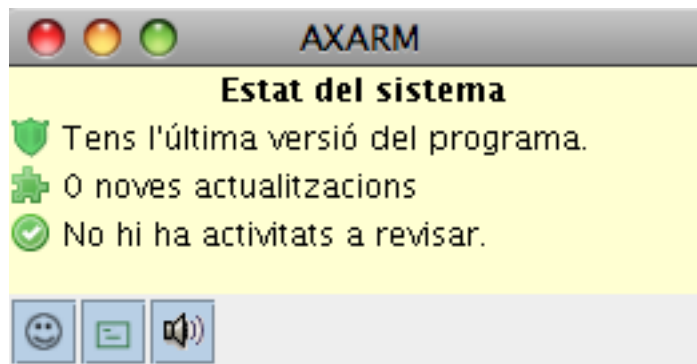 AXARM
Estat del sistema
Tens l'última versió del programa.
0 noves actualitzacions
No hi ha activitats a revisar.